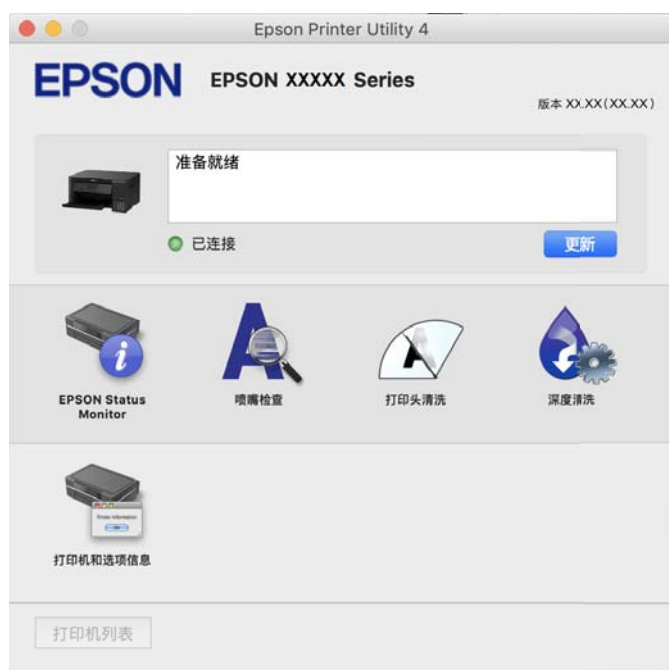 Epson Printer Utility 4
EPSON
EPSON XXXXX Series
版本 XX.XX(XX.XX)
准备就绪
已连接
更新
EPSON Status
Monitor
喷嘴检查
打印头清洗
深度清洗
Printer Information
打印机和选项信息
打印机列表